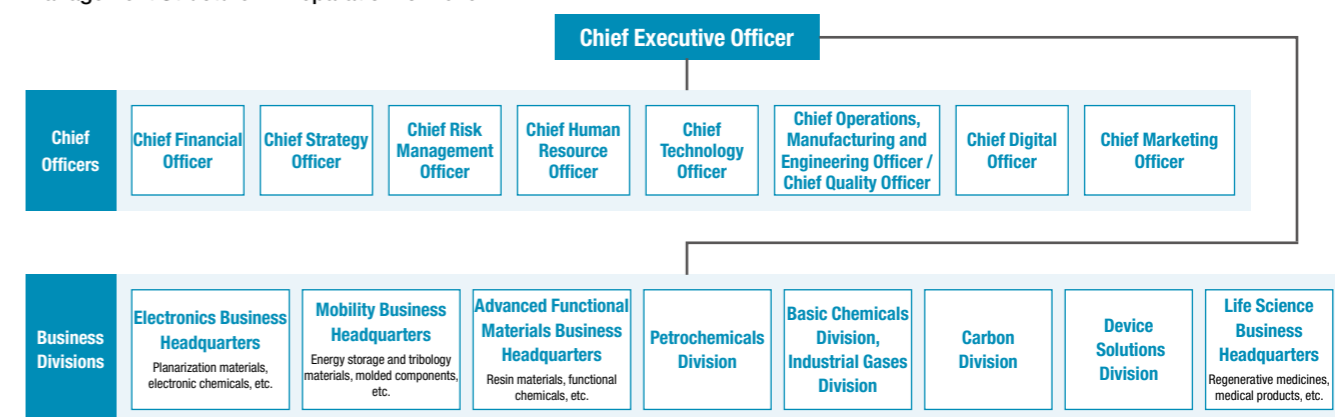 Chief Executive Officer
Chief
Officers
Chief Financial
Officer
Chief Strategy
Officer
Chief Risk
Management
Officer
Chief Human
Resource
Officer
Chief
Technology
Officer
Chief Operations,
Manufacturing and
Engineering Officer /
Chief Quality Officer
Chief Digital
Officer
Chief Marketing
Officer
Business
Divisions
Electronics Business
Headquarters
Planarization materials,
electronic chemicals, etc.
Mobility Business
Headquarters
Energy storage and tribology
materials, molded components,
etc.
Advanced Functional
Materials Business
Headquarters
Resin materials, functional
chemicals, etc.
Petrochemicals
Division
Basic Chemicals
Division,
Industrial Gases
Division
Carbon
Division
Device
Solutions
Division
Life Science
Business
Headquarters
Regenerative medicines,
medical products, etc.